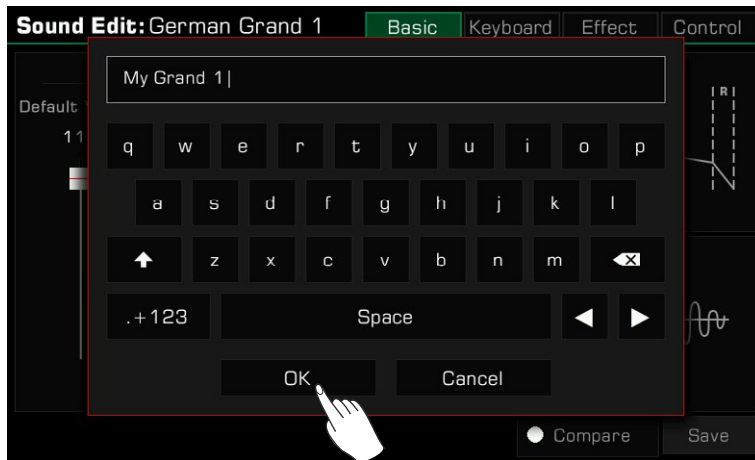 Sound Edit: German Grand 1 Basic Keyboard Effect Control
My Grand 1
R
Default
11
q w e r t y u i o p
a s d f g h j k l
z x c v b n m
.+123 Space
OK Cancel
Compare Save